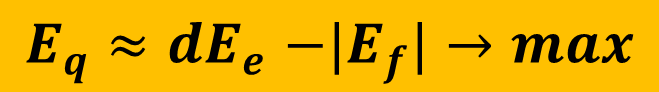 E_q ≈ dE_e −|E_f| → max